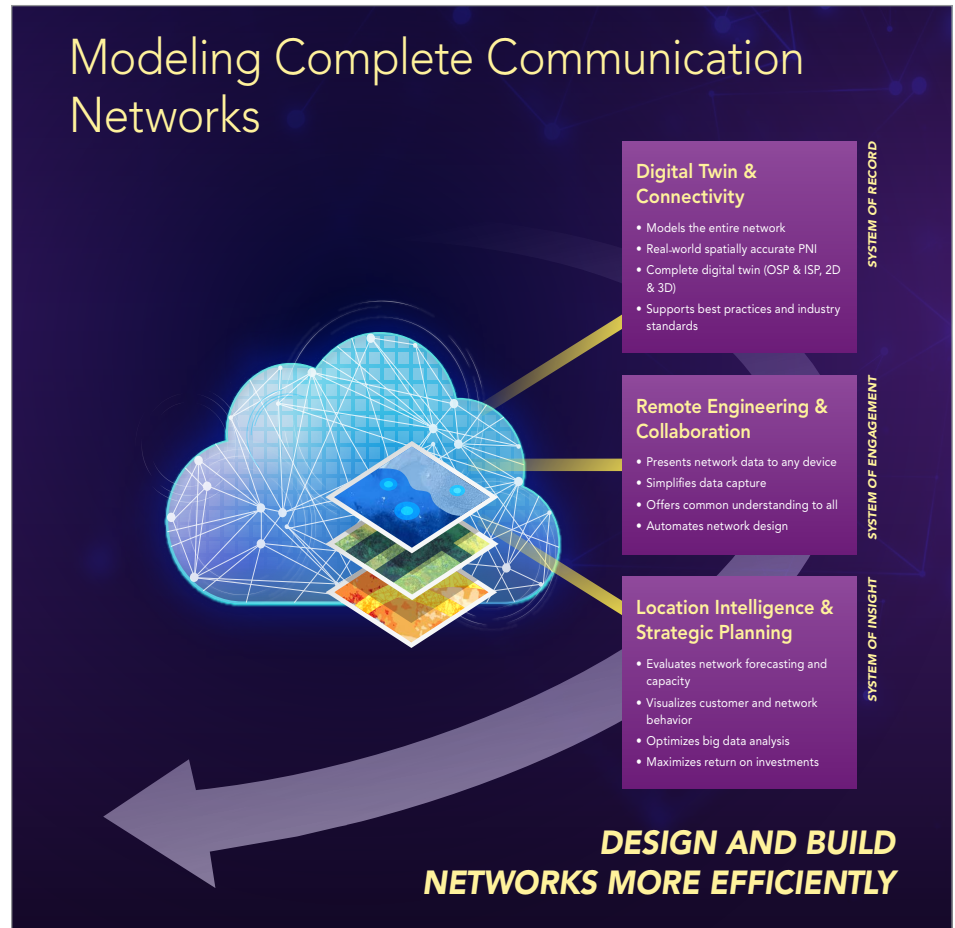 Modeling Complete Communication
Networks
Digital Twin &
Connectivity
• Models the entire network
• Real-world spatially accurate PNI
• Complete digital twin (OSP & ISP, 2D
& 3D)
• Supports best practices and industry
standards
SYSTEM OF RECORD
Remote Engineering &
Collaboration
• Presents network data to any device
• Simplifies data capture
• Offers common understanding to all
• Automates network design
SYSTEM OF ENGAGEMENT
Location Intelligence &
Strategic Planning
• Evaluates network forecasting and
capacity
• Visualizes customer and network
behavior
• Optimizes big data analysis
• Maximizes return on investments
SYSTEM OF INSIGHT
DESIGN AND BUILD
NETWORKS MORE EFFICIENTLY